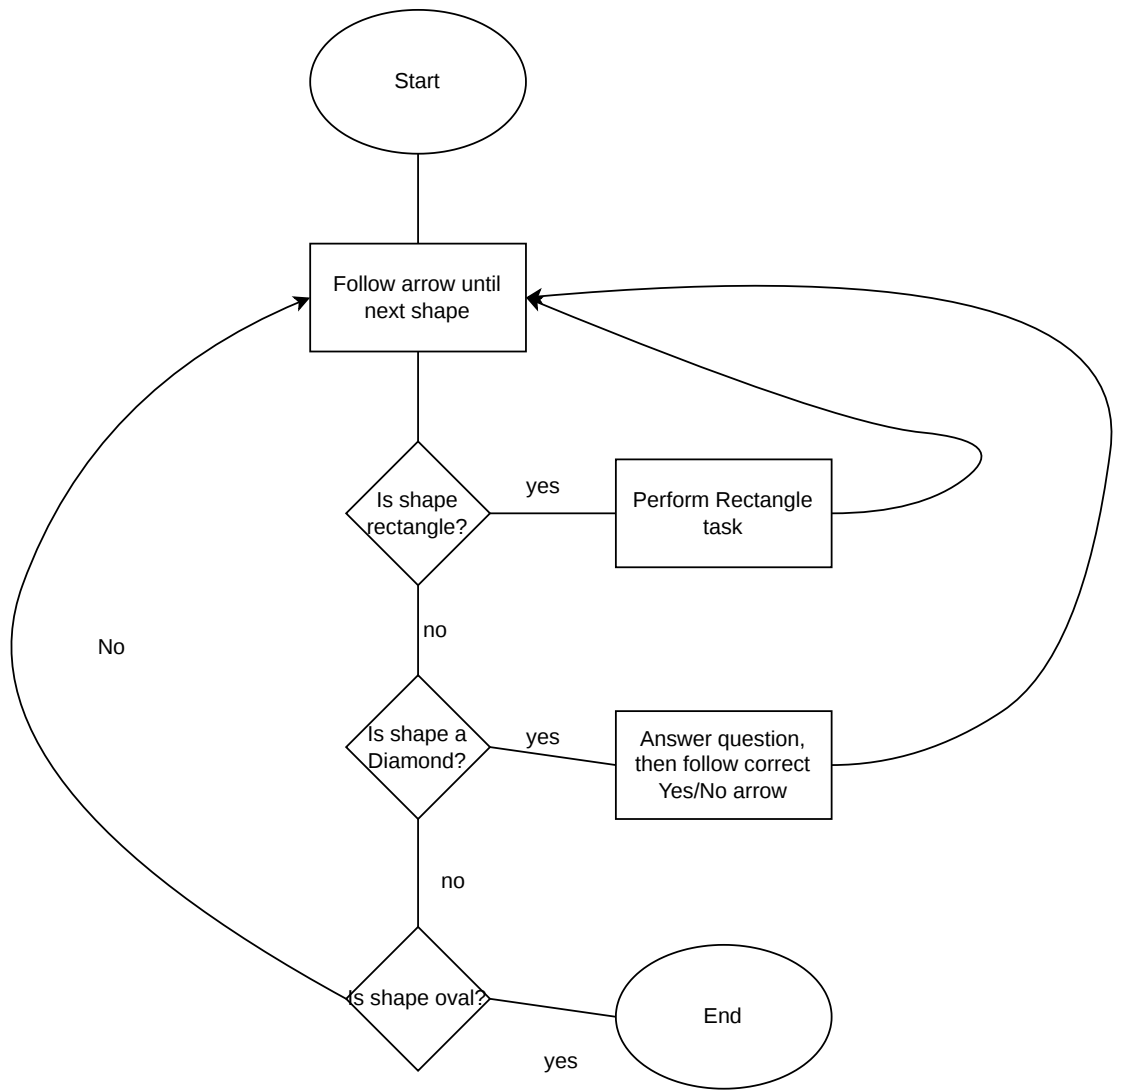 Start
Follow arrow until
next shape
Is shape
rectangle?
yes
Perform Rectangle
task
no
No
Is shape a
Diamond?
yes
Answer question,
then follow correct
Yes/No arrow
no
Is shape oval?
yes
End